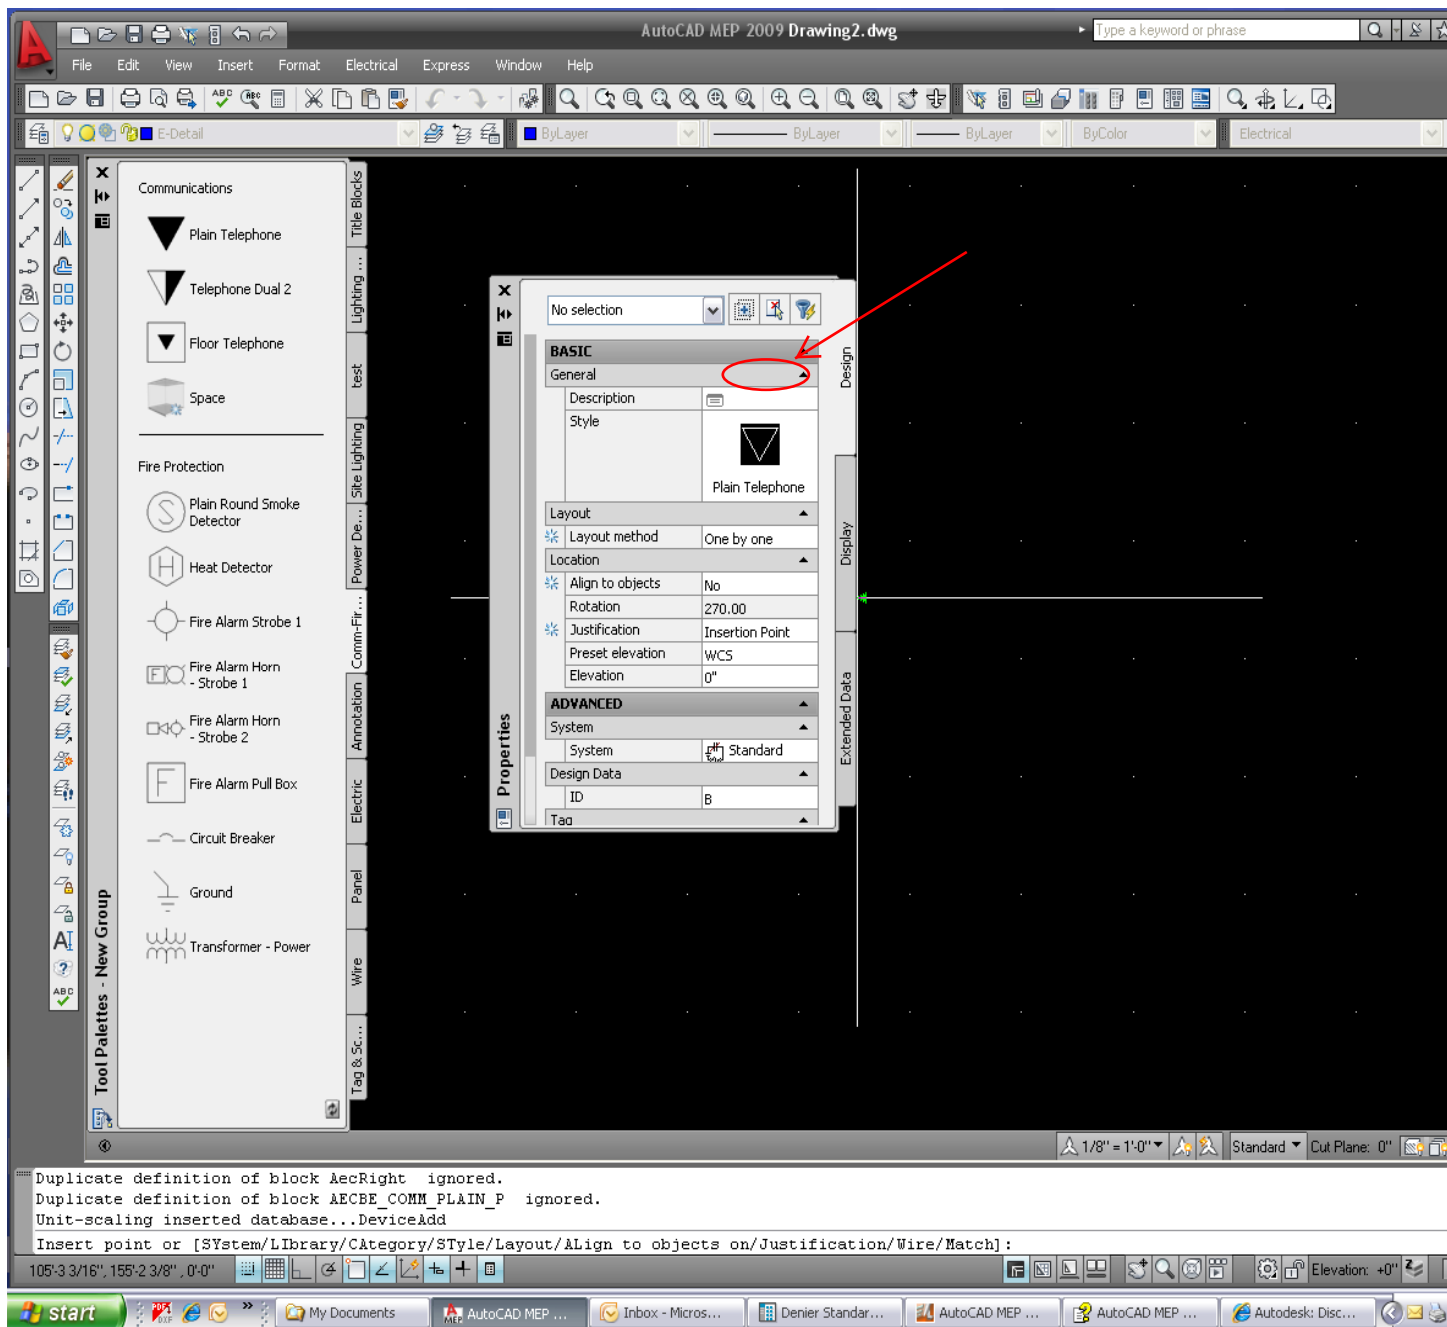 AutoCAD MEP 2009 Drawing2.dwg
Type a keyword or phrase
File Edit View Insert Format Electrical Express Window Help
E-Detail
ByLayer
ByLayer
ByLayer
ByColor
Electrical
Communications
Plain Telephone
Telephone Dual 2
Floor Telephone
Space
Fire Protection
Plain Round Smoke
Detector
Heat Detector
Fire Alarm Strobe 1
Fire Alarm Horn
- Strobe 1
Fire Alarm Horn
- Strobe 2
Fire Alarm Pull Box
Circuit Breaker
Ground
Transformer - Power
Tool Palettes - New Group
Title Blocks
Lighting ...
test
Site Lighting
Power De...
Comm-Fir...
Annotation
Electric
Panel
Wire
Tag & Sc...
No selection
BASIC
General
Description
Style
Plain Telephone
Layout
Layout method One by one
Location
Align to objects No
Rotation 270.00
Justification Insertion Point
Preset elevation WCS
Elevation 0"
ADVANCED
System
System Standard
Design Data
ID B
Tag
Properties
Design
Display
Extended Data
1/8" = 1'-0"
Standard
Cut Plane: 0"
Duplicate definition of block AecRight ignored.
Duplicate definition of block AECBE_COMM_PLAIN_P ignored.
Unit-scaling inserted database...DeviceAdd
Insert point or [SYstem/LIbrary/CAtegory/STyle/Layout/ALign to objects on/Justification/Wire/Match]:
105'-3 3/16", 155'-2 3/8" , 0'-0"
Elevation: +0"
start
My Documents
AutoCAD MEP ...
Inbox - Micros...
Denier Standar...
AutoCAD MEP ...
AutoCAD MEP ...
Autodesk: Disc...